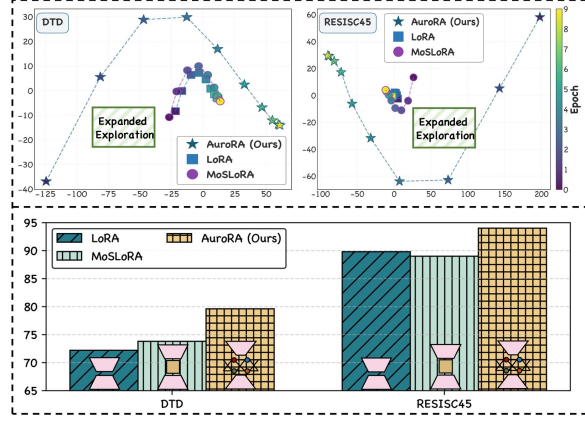 DTD
30
20
10
0
-10
-20
-30
-40
-125
-100
-75
-50
-25
0
25
50
Expanded
Exploration
AuroRA (Ours)
LoRA
MoSLoRA
RESISC45
60
40
20
0
-20
-40
-60
-100
-50
0
50
100
150
200
AuroRA (Ours)
LoRA
MoSLoRA
Expanded
Exploration
9
8
7
6
5
4
3
2
1
0
Epoch
95
90
85
80
75
70
65
LoRA
MoSLoRA
AuroRA (Ours)
DTD
RESISC45